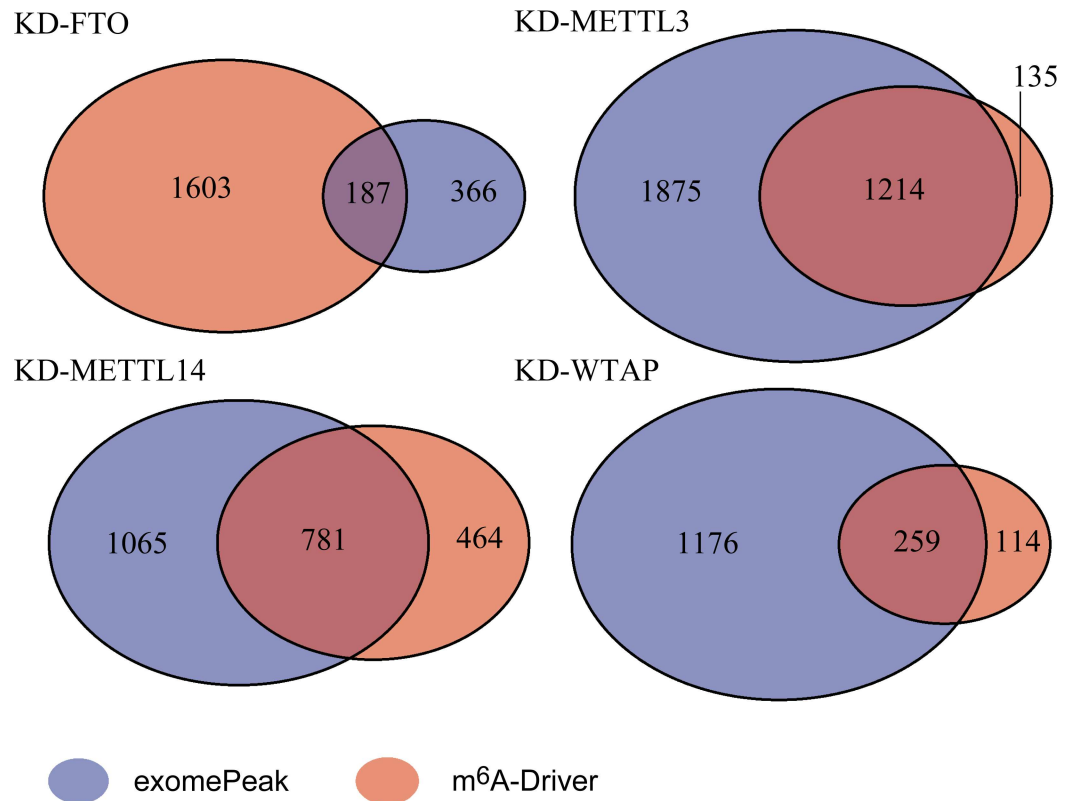 KD-FTO
1603 187 366
KD-METTL3
135
1875 1214
KD-METTL14
1065 781 464
KD-WTAP
1176 259 114
exomePeak m⁶A-Driver